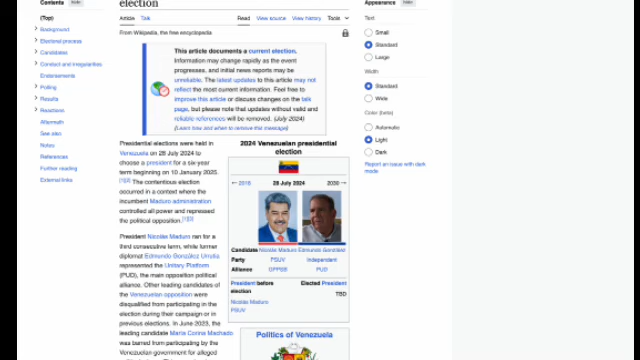 Contents hide
(Top)
Background
Electoral process
Candidates
Conduct and irregularities
Endorsements
Polling
Results
Reactions
Aftermath
See also
Notes
References
Further reading
External links
election
Article Talk Read View source View history Tools
From Wikipedia, the free encyclopedia
This article documents a current election.
Information may change rapidly as the event
progresses, and initial news reports may be
unreliable. The latest updates to this article may not
reflect the most current information. Feel free to
improve this article or discuss changes on the talk
page, but please note that updates without valid and
reliable references will be removed. (July 2024)
(Learn how and when to remove this message)
Presidential elections were held in
Venezuela on 28 July 2024 to
choose a president for a six-year
term beginning on 10 January 2025.
[1][2] The contentious election
occurred in a context where the
incumbent Maduro administration
controlled all power and repressed
the political opposition.[1][3]
President Nicolás Maduro ran for a
third consecutive term, while former
diplomat Edmundo González Urrutia
represented the Unitary Platform
(PUD), the main opposition political
alliance. Other leading candidates of
the Venezuelan opposition were
disqualified from participating in the
election during their campaign or in
previous elections. In June 2023, the
leading candidate María Corina Machado
was barred from participating by the
Venezuelan government for alleged
2024 Venezuelan presidential
election
← 2018 28 July 2024 2030 →
Candidate Nicolás Maduro Edmundo González
Party PSUV Independent
Alliance GPPSB PUD
President before
election
Nicolás Maduro
PSUV
Elected President
TBD
Politics of Venezuela
Appearance hide
Text
Small
Standard
Large
Width
Standard
Wide
Color (beta)
Automatic
Light
Dark
Report an issue with dark
mode